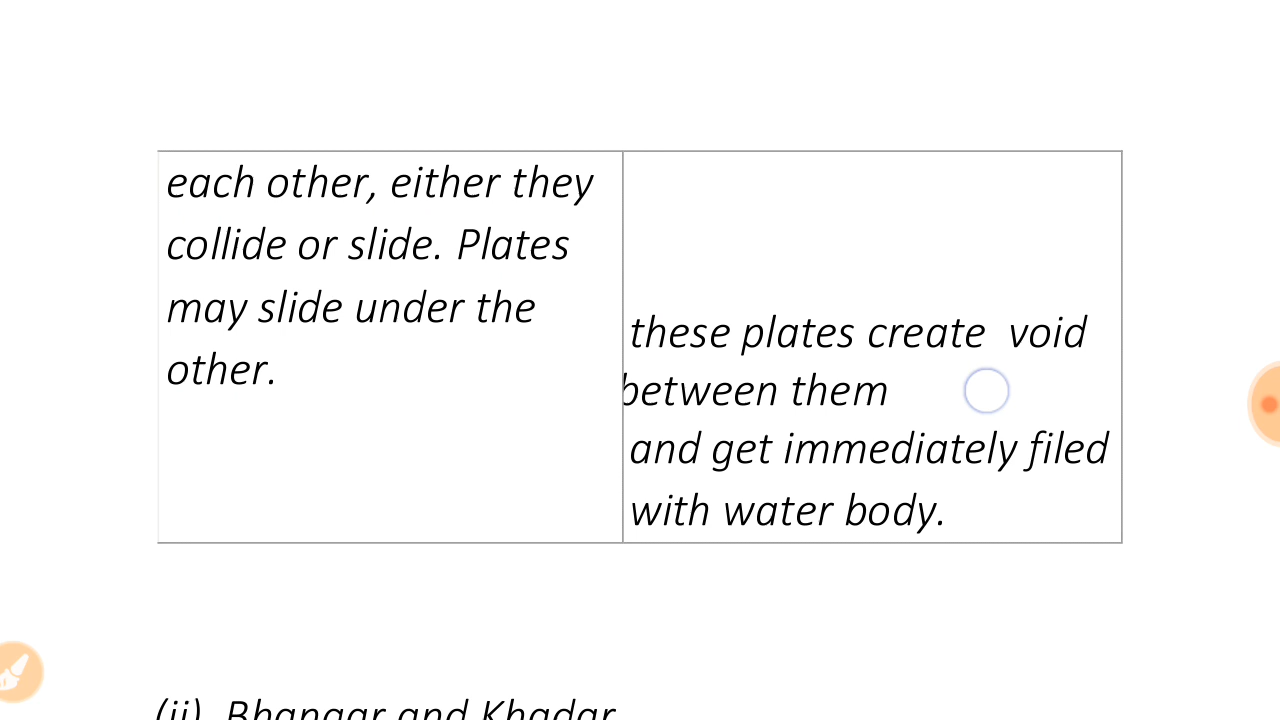 each other, either they
collide or slide. Plates
may slide under the
other.
these plates create  void
between them
and get immediately filed
with water body.
(ii)  Bhangar and Khadar